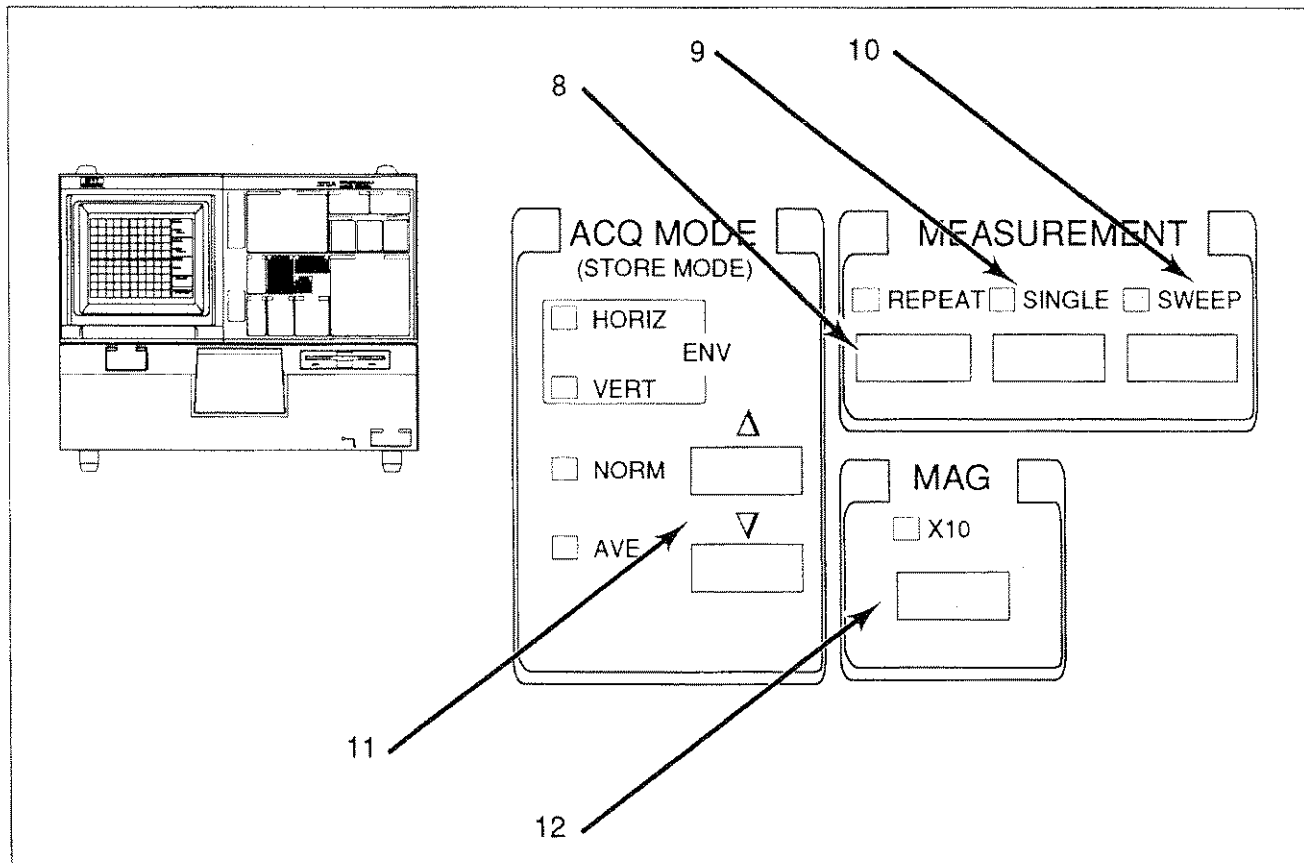 8
9
10
ACQ MODE
(STORE MODE)
HORIZ
ENV
VERT
Δ
NORM
∇
AVE
MEASUREMENT
REPEAT SINGLE SWEEP
MAG
X10
11
12